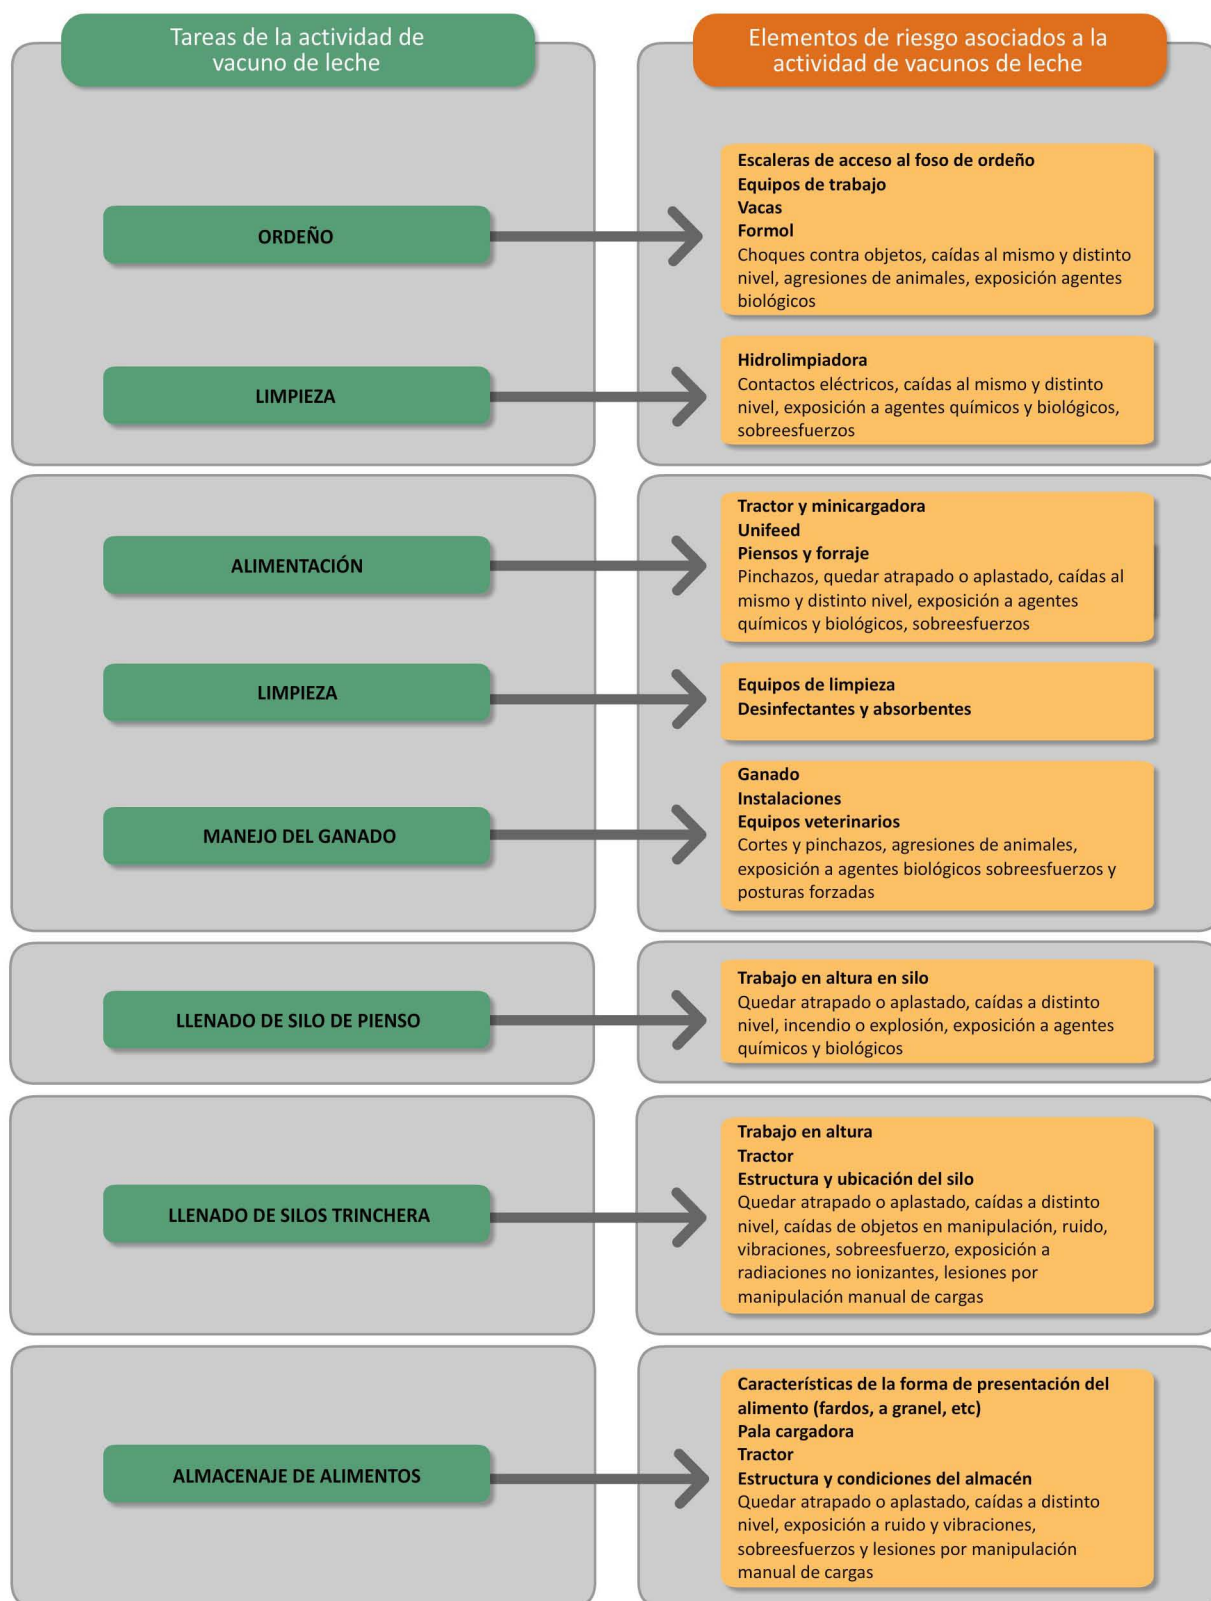 Tareas de la actividad de
vacuno de leche
Elementos de riesgo asociados a la
actividad de vacunos de leche
ORDEÑO
Escaleras de acceso al foso de ordeño
Equipos de trabajo
Vacas
Formol
Choques contra objetos, caídas al mismo y distinto
nivel, agresiones de animales, exposición agentes
biológicos
LIMPIEZA
Hidrolimpiadora
Contactos eléctricos, caídas al mismo y distinto
nivel, exposición a agentes químicos y biológicos,
sobreesfuerzos
ALIMENTACIÓN
Tractor y minicargadora
Unifeed
Piensos y forraje
Pinchazos, quedar atrapado o aplastado, caídas al
mismo y distinto nivel, exposición a agentes
químicos y biológicos, sobreesfuerzos
LIMPIEZA
Equipos de limpieza
Desinfectantes y absorbentes
MANEJO DEL GANADO
Ganado
Instalaciones
Equipos veterinarios
Cortes y pinchazos, agresiones de animales,
exposición a agentes biológicos sobreesfuerzos y
posturas forzadas
LLENADO DE SILO DE PIENSO
Trabajo en altura en silo
Quedar atrapado o aplastado, caídas a distinto
nivel, incendio o explosión, exposición a agentes
químicos y biológicos
LLENADO DE SILOS TRINCHERA
Trabajo en altura
Tractor
Estructura y ubicación del silo
Quedar atrapado o aplastado, caídas a distinto
nivel, caídas de objetos en manipulación, ruido,
vibraciones, sobreesfuerzo, exposición a
radiaciones no ionizantes, lesiones por
manipulación manual de cargas
ALMACENAJE DE ALIMENTOS
Características de la forma de presentación del
alimento (fardos, a granel, etc)
Pala cargadora
Tractor
Estructura y condiciones del almacén
Quedar atrapado o aplastado, caídas a distinto
nivel, exposición a ruido y vibraciones,
sobreesfuerzos y lesiones por manipulación
manual de cargas